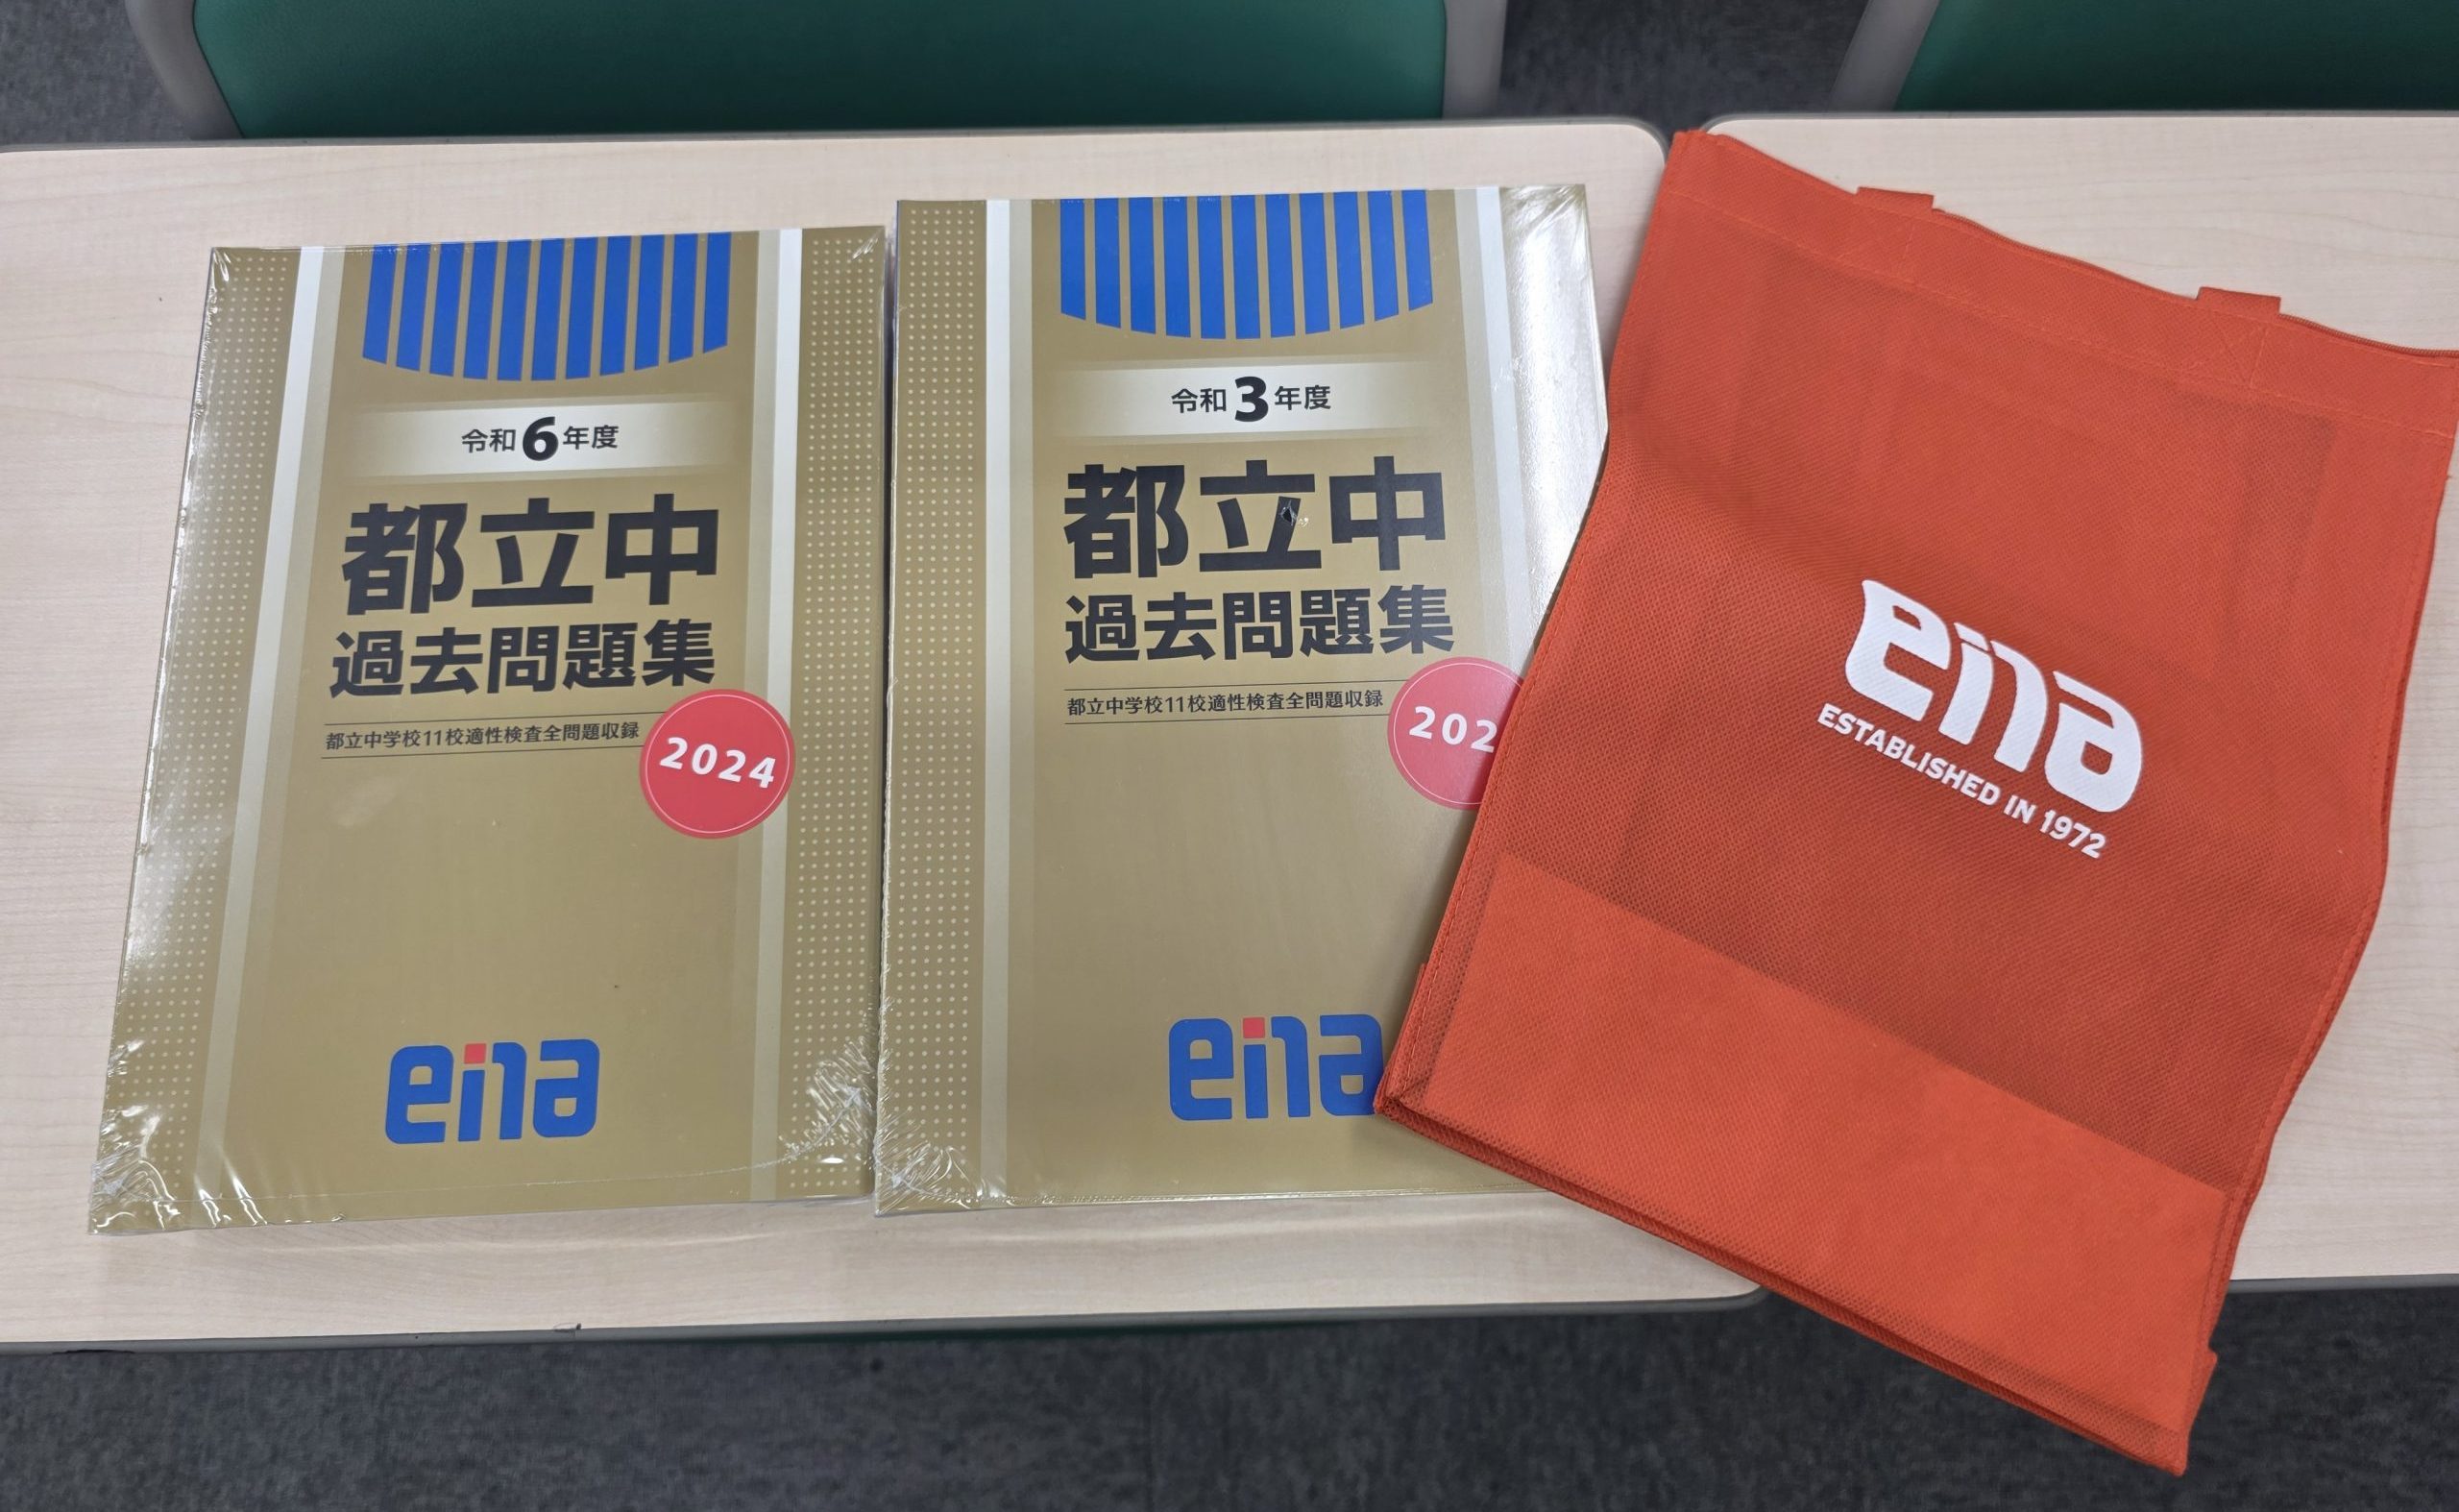 令和6年度
都立中
過去問題集
都立中学校11校適性検査全問題収録
2024
ena
令和3年度
都立中
過去問題集
都立中学校11校適性検査全問題収録
202
ena
ena
ESTABLISHED IN 1972